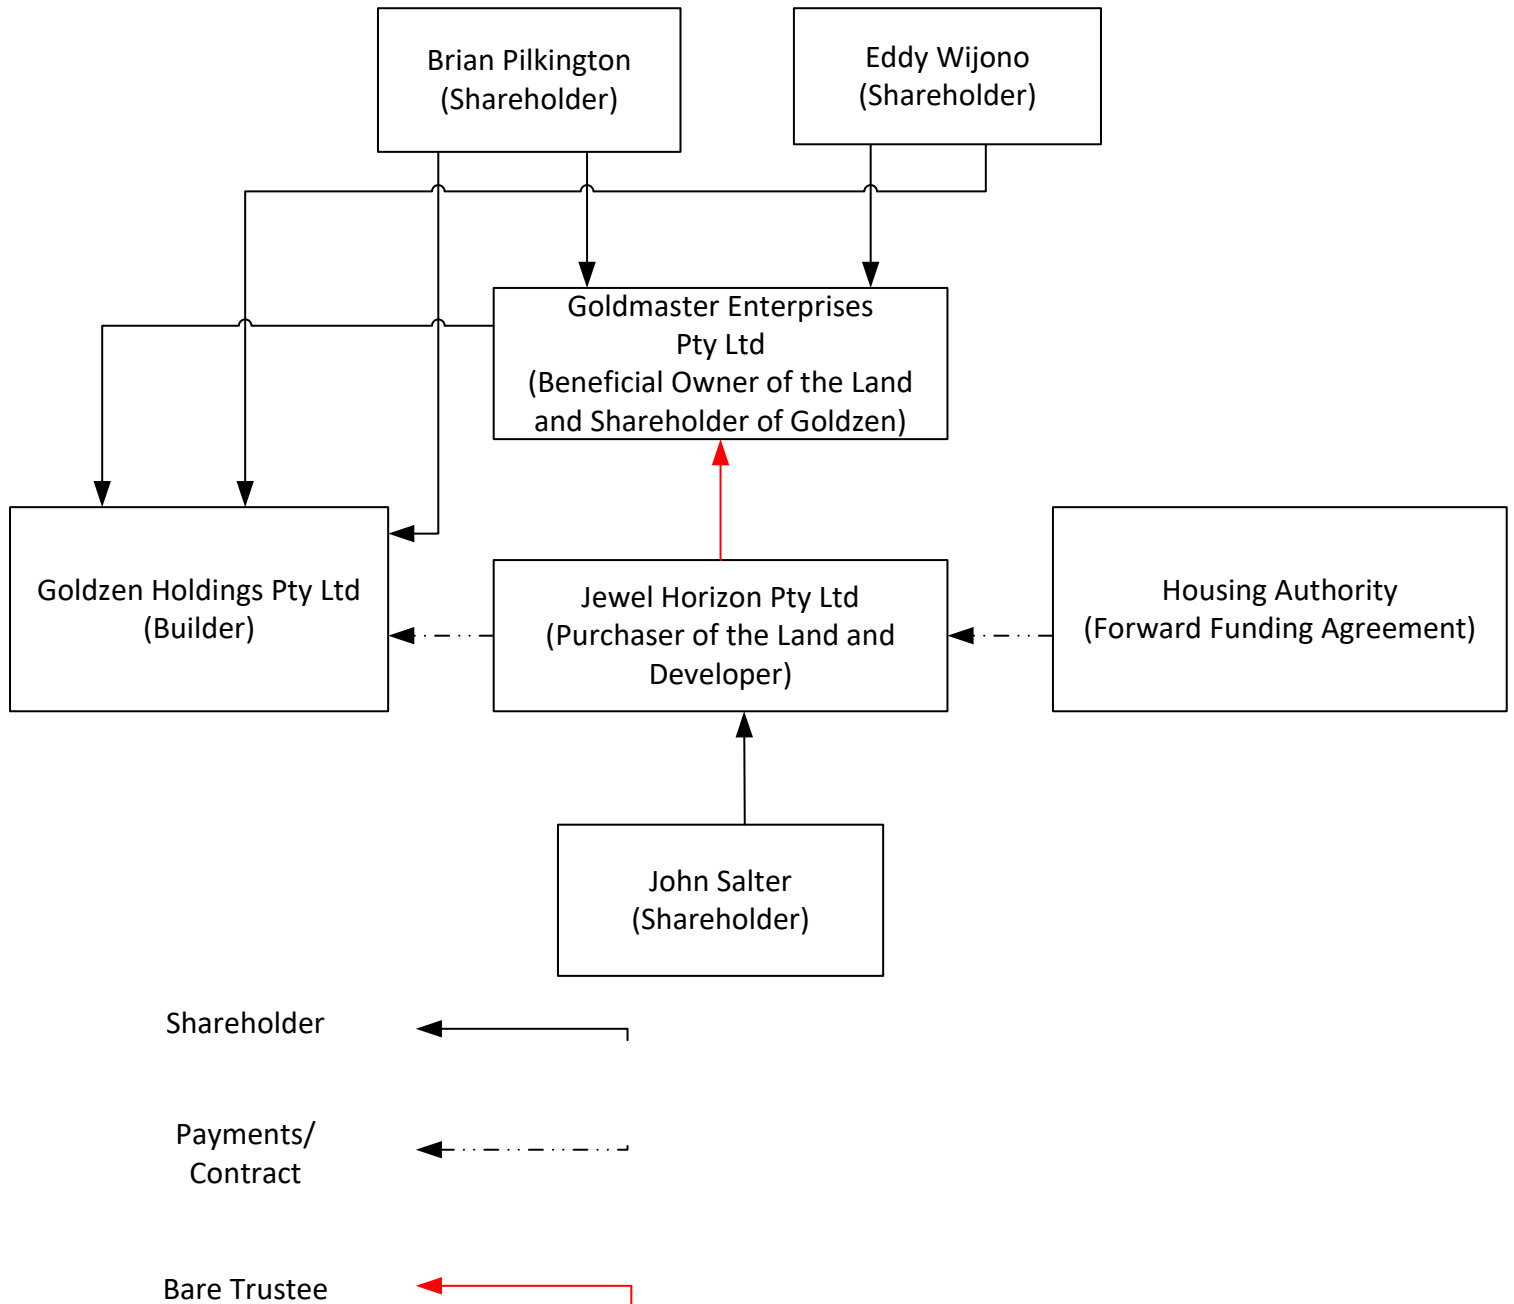 Brian Pilkington
(Shareholder)
Eddy Wijono
(Shareholder)
Goldmaster Enterprises
Pty Ltd
(Beneficial Owner of the Land
and Shareholder of Goldzen)
Goldzen Holdings Pty Ltd
(Builder)
Jewel Horizon Pty Ltd
(Purchaser of the Land and
Developer)
Housing Authority
(Forward Funding Agreement)
John Salter
(Shareholder)
Shareholder
Payments/
Contract
Bare Trustee